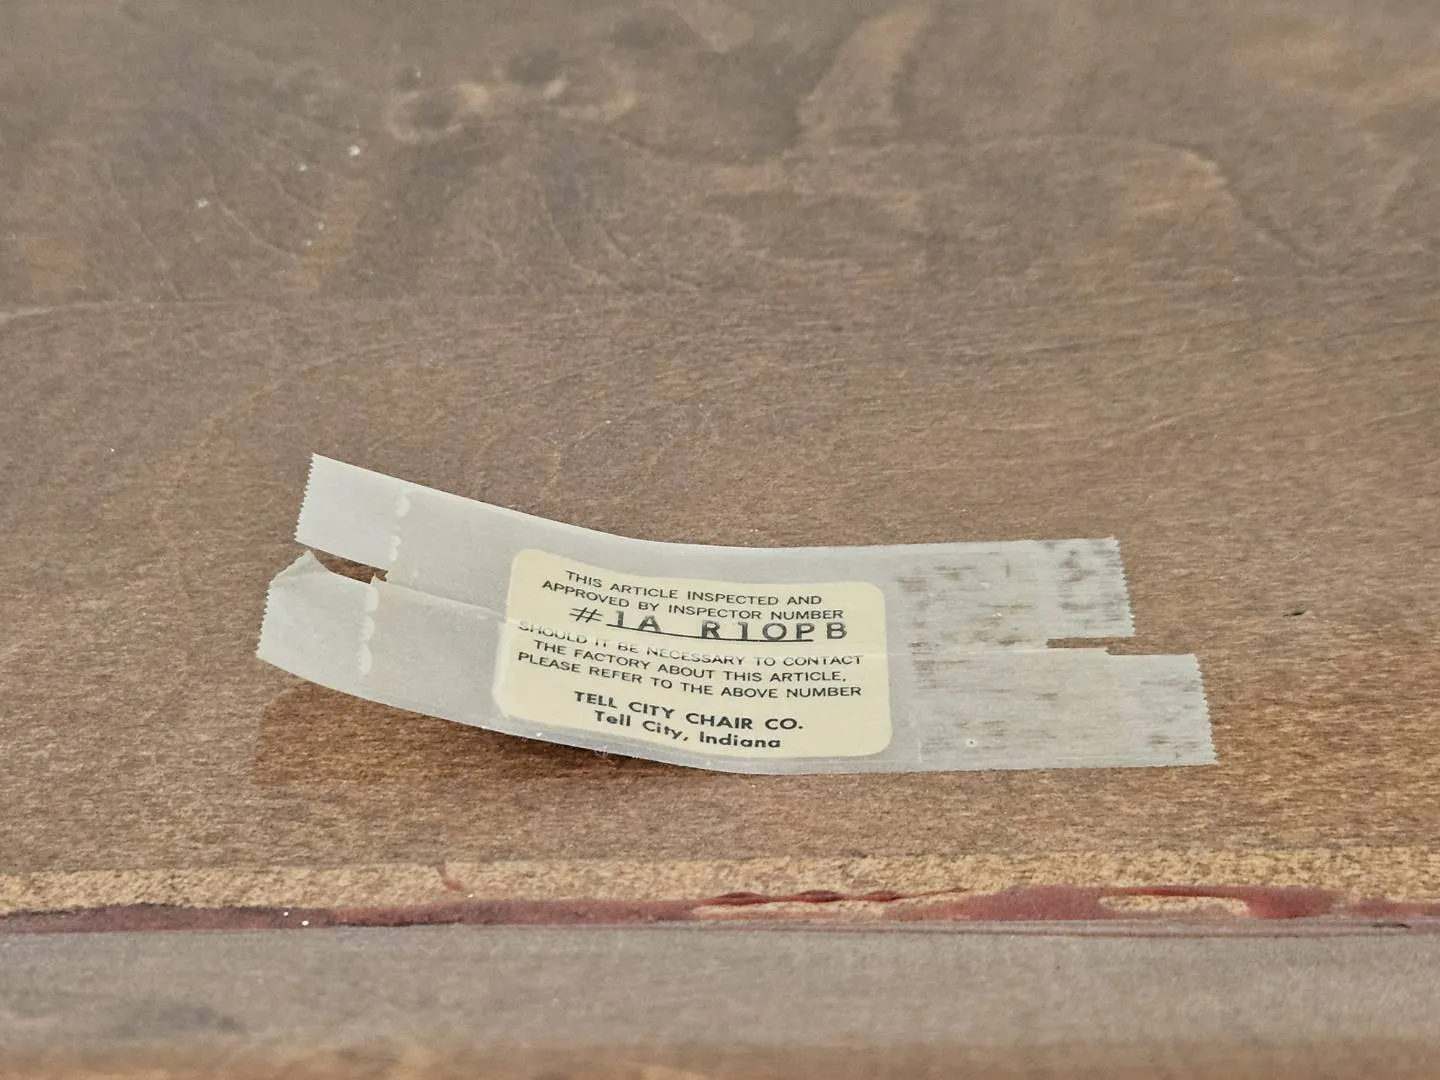 THIS ARTICLE INSPECTED AND
APPROVED BY INSPECTOR NUMBER
#1A R10PB
SHOULD IT BE NECESSARY TO CONTACT
THE FACTORY ABOUT THIS ARTICLE,
PLEASE REFER TO THE ABOVE NUMBER
TELL CITY CHAIR CO.
Tell City, Indiana